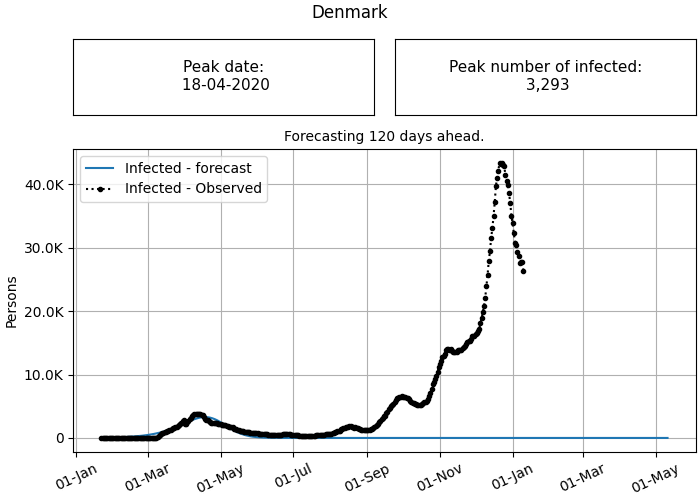 Denmark
Peak date:
18-04-2020
Peak number of infected:
3,293
Forecasting 120 days ahead.
Infected - forecast
Infected - Observed
40.0K
30.0K
20.0K
10.0K
0
Persons
01-Jan
01-Mar
01-May
01-Jul
01-Sep
01-Nov
01-Jan
01-Mar
01-May